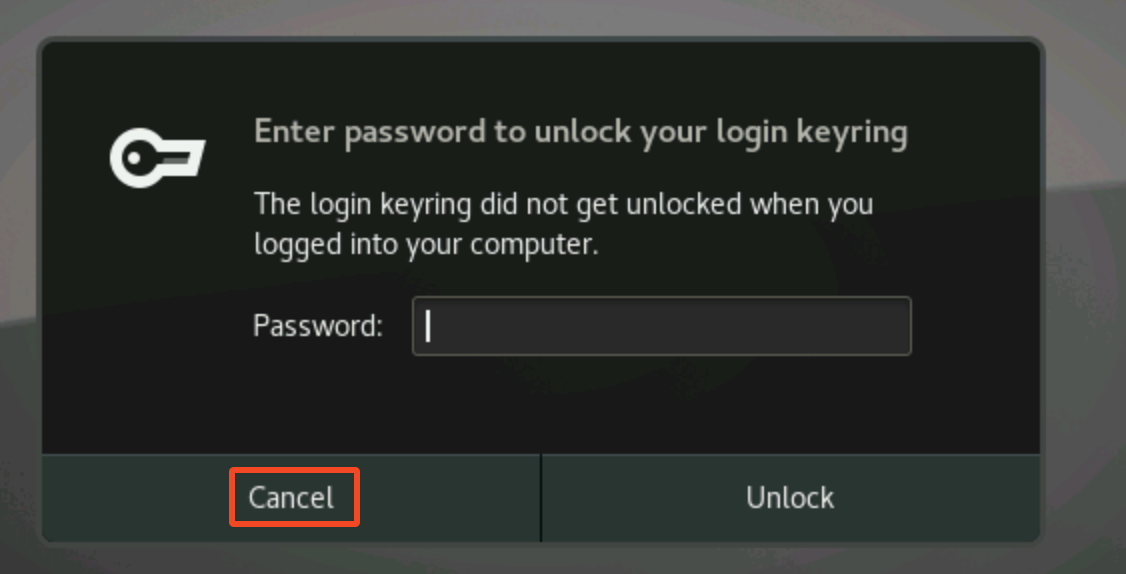 Enter password to unlock your login keyring
The login keyring did not get unlocked when you
logged into your computer.
Password:
Cancel
Unlock